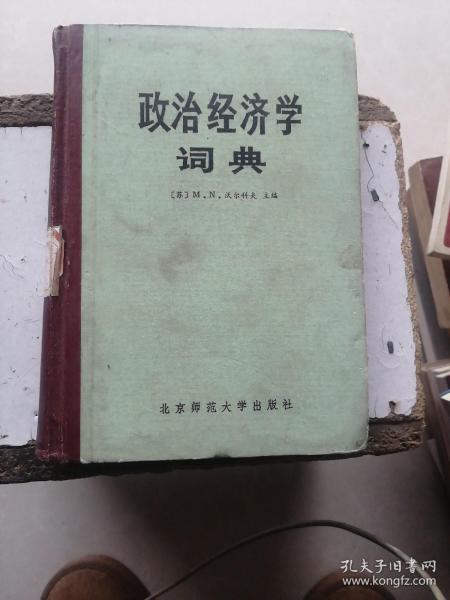 政治经济学
词典
〔苏〕M.N.沃尔科夫 主编
北京师范大学出版社
孔夫子旧书网
www.kongfz.com